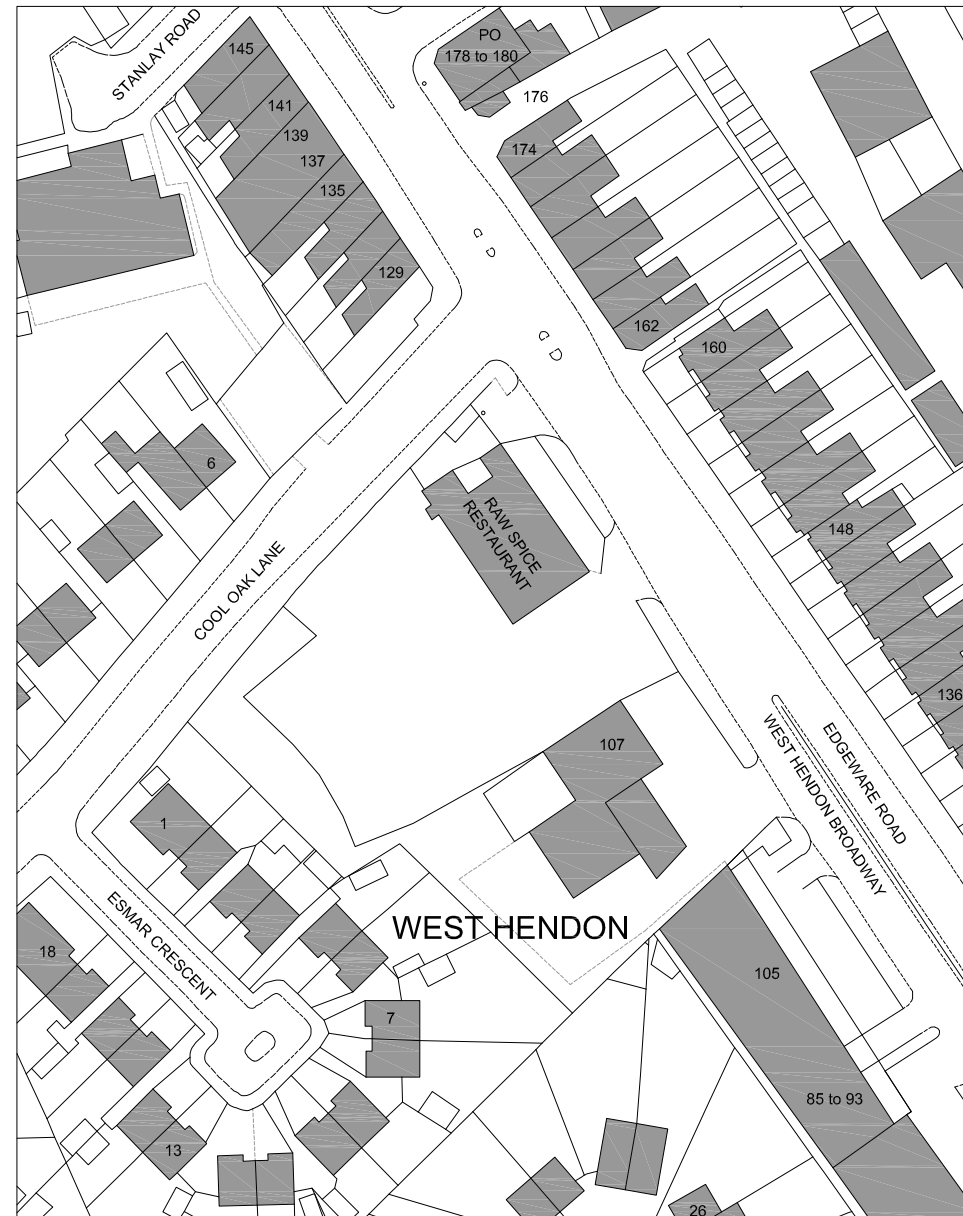 STANLAY ROAD
145
PO
178 to 180
176
141
139
137
135
129
174
162
160
6
RAW SPICE
RESTAURANT
COOL OAK LANE
148
136
107
EDGEWARE ROAD
WEST HENDON BROADWAY
1
ESMAR CRESCENT
WEST HENDON
18
7
105
13
85 to 93
26